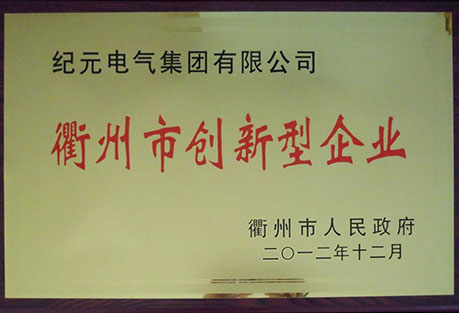 纪元电气集团有限公司
衢州市创新型企业
衢州市人民政府
二〇一二年十二月